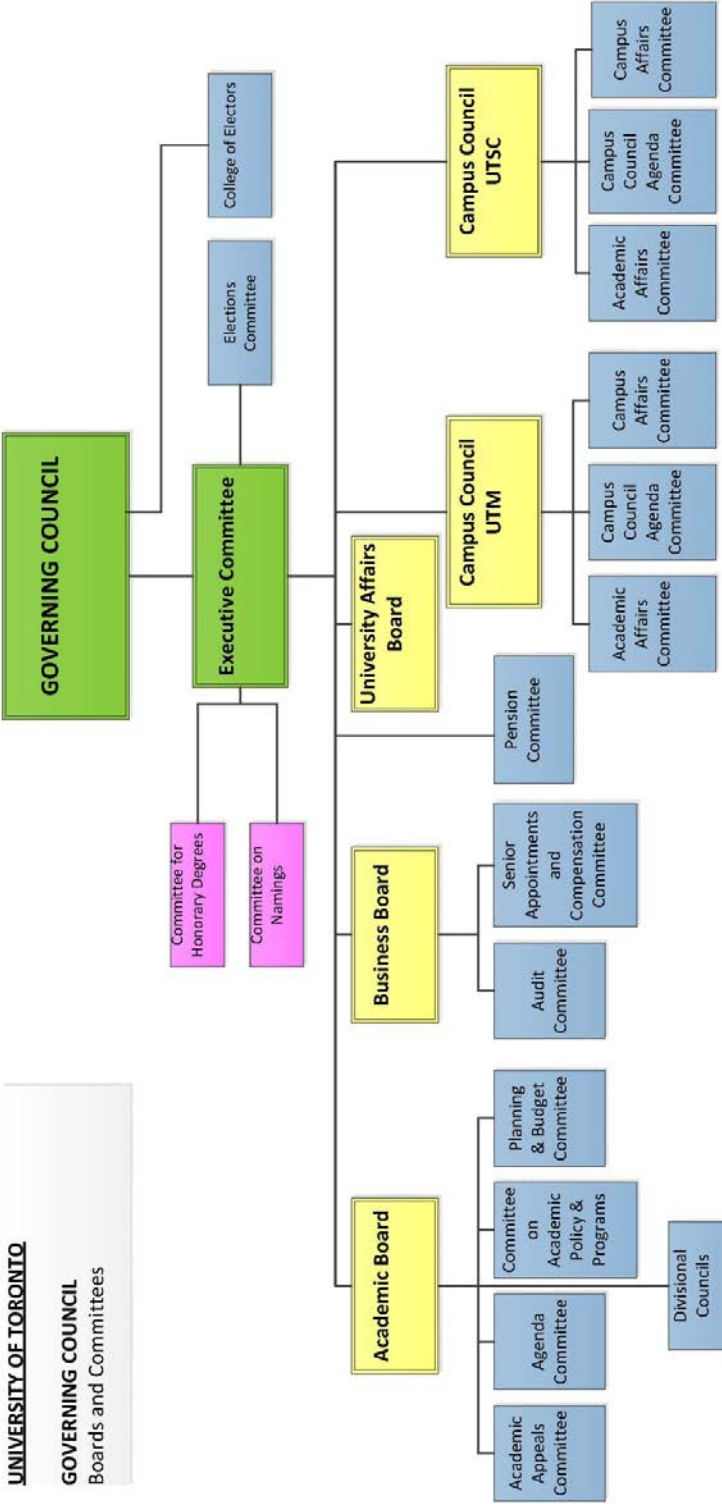 UNIVERSITY OF TORONTO
GOVERNING COUNCIL
Boards and Committees
GOVERNING COUNCIL
College of Electors
Executive Committee
Elections
Committee
Committee for
Honorary Degrees
Committee on
Namings
Academic Board
Business Board
University Affairs
Board
Campus Council
UTM
Campus Council
UTSC
Academic
Appeals
Committee
Agenda
Committee
Committee
on
Academic
Policy &
Programs
Planning
& Budget
Committee
Divisional
Councils
Audit
Committee
Senior
Appointments
and
Compensation
Committee
Pension
Committee
Academic
Affairs
Committee
Campus
Council
Agenda
Committee
Campus
Affairs
Committee
Academic
Affairs
Committee
Campus
Council
Agenda
Committee
Campus
Affairs
Committee